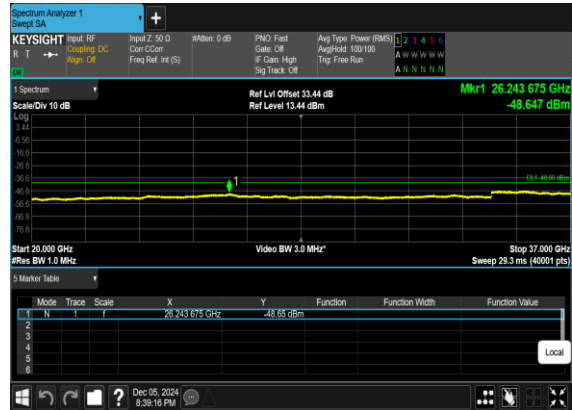 Spectrum Analyzer 1
Swept SA
+
KEYSIGHT Input: RF Input Z: 50 Ω #Atten: 0 dB PNO: Fast Avg Type: Power (RMS) 1 2 3 4 5 6
R T Coupling: DC Corr CCorr Gate: Off Avg|Hold: 100/100 A W W W W W
Align: Off Freq Ref: Int (S) IF Gain: High Trig: Free Run
Sig Track: Off A N N N N N
1 Spectrum
Ref Lvl Offset 33.44 dB Mkr1 26.243 675 GHz
Scale/Div 10 dB Ref Level 13.44 dBm -48.647 dBm
Log
3.44
-6.56
-16.6
-26.6
-36.6
-46.6
-56.6
-66.6
-76.6
1
DL1 -40.00 dBm
Start 20.000 GHz Video BW 3.0 MHz* Stop 37.000 GHz
#Res BW 1.0 MHz Sweep 29.3 ms (40001 pts)
5 Marker Table
Mode Trace Scale X Y Function Function Width Function Value
1 N 1 f 26.243 675 GHz -48.65 dBm
2
3
4
5
6
Local
? Dec 05, 2024
8:39:16 PM